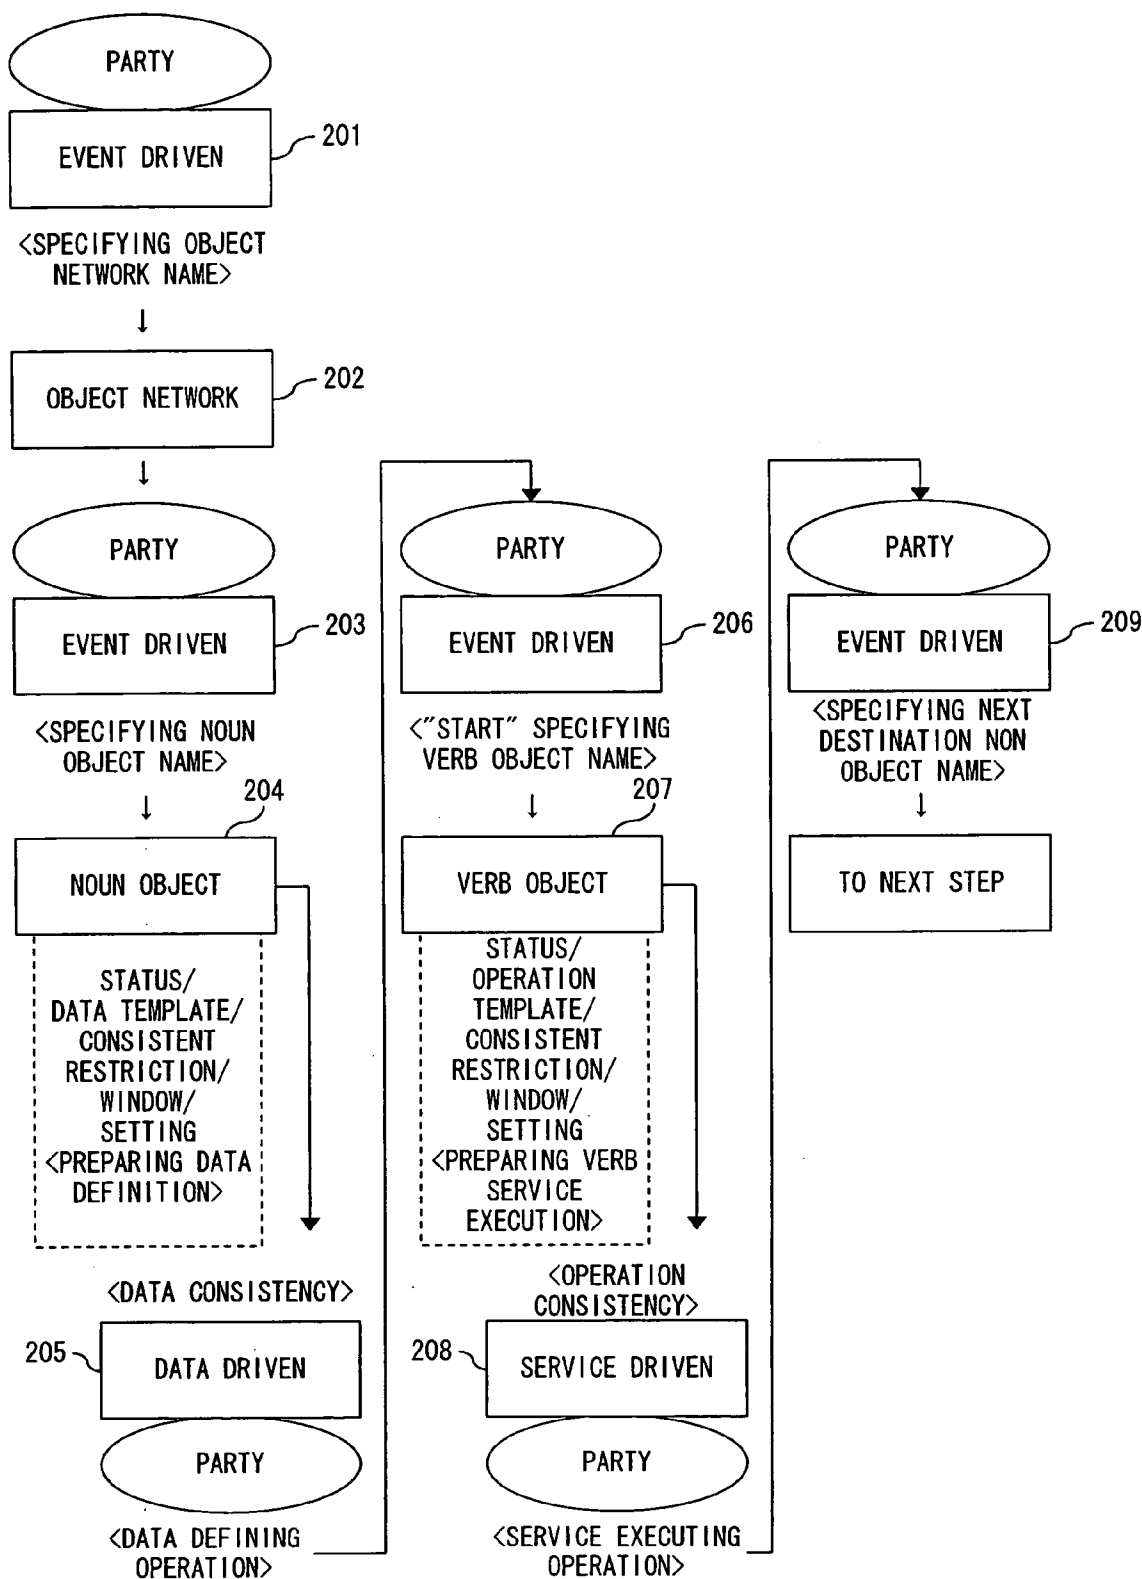 PARTY
EVENT DRIVEN
201
<SPECIFYING OBJECT
NETWORK NAME>
↓
OBJECT NETWORK
202
↓
PARTY
EVENT DRIVEN
203
<SPECIFYING NOUN
OBJECT NAME>
↓
204
NOUN OBJECT
STATUS/
DATA TEMPLATE/
CONSISTENT
RESTRICTION/
WINDOW/
SETTING
<PREPARING DATA
DEFINITION>
<DATA CONSISTENCY>
205
DATA DRIVEN
PARTY
<DATA DEFINING
OPERATION>
PARTY
EVENT DRIVEN
206
<"START" SPECIFYING
VERB OBJECT NAME>
↓
207
VERB OBJECT
STATUS/
OPERATION
TEMPLATE/
CONSISTENT
RESTRICTION/
WINDOW/
SETTING
<PREPARING VERB
SERVICE
EXECUTION>
<OPERATION
CONSISTENCY>
208
SERVICE DRIVEN
PARTY
<SERVICE EXECUTING
OPERATION>
PARTY
EVENT DRIVEN
209
<SPECIFYING NEXT
DESTINATION NON
OBJECT NAME>
↓
TO NEXT STEP